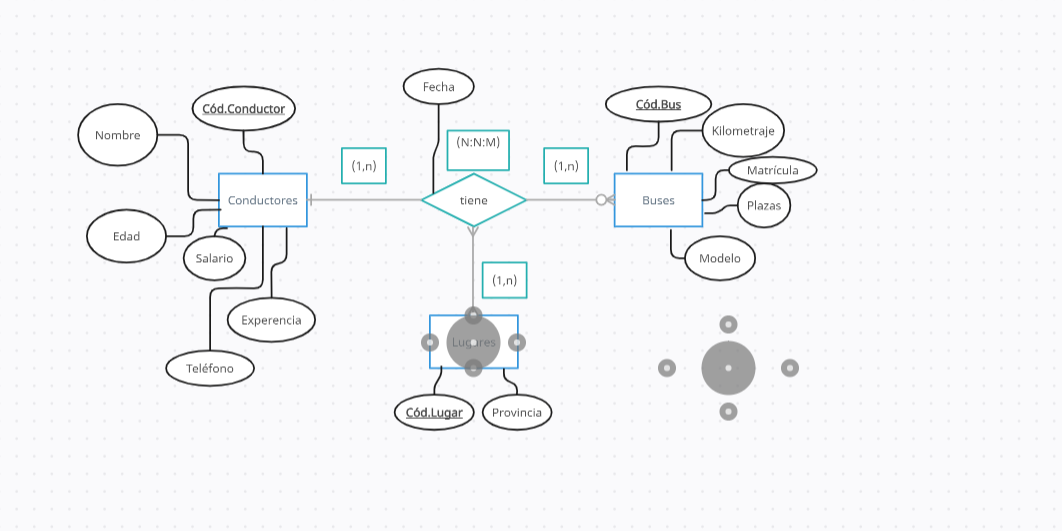 Fecha
Cód.Conductor
Cód.Bus
Nombre
Kilometraje
(N:N:M)
(1,n)
(1,n)
Matrícula
Conductores
tiene
Buses
Plazas
Edad
Salario
Modelo
(1,n)
Experencia
Lugares
Teléfono
Cód.Lugar
Provincia